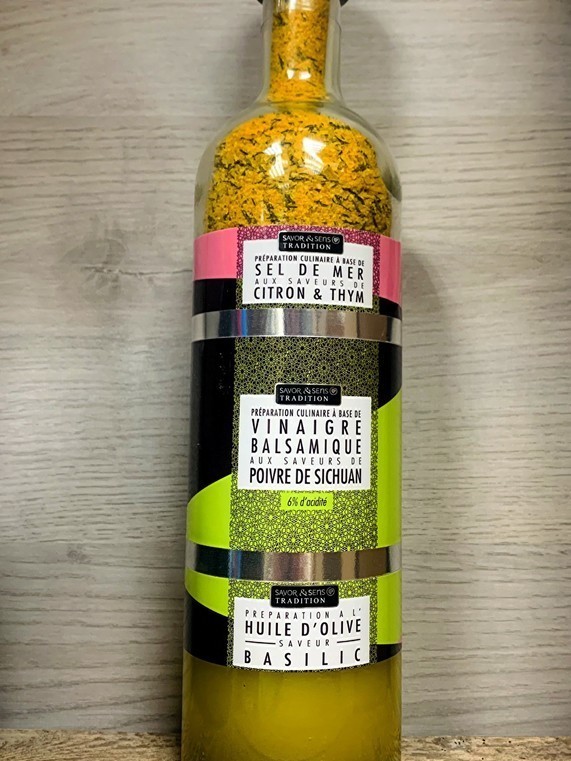 SAVOR & SENS
TRADITION
PRÉPARATION CULINAIRE À BASE DE
SEL DE MER
AUX SAVEURS DE
CITRON & THYM
SAVOR & SENS
TRADITION
PRÉPARATION CULINAIRE À BASE DE
VINAIGRE
BALSAMIQUE
AUX SAVEURS DE
POIVRE DE SICHUAN
6% d'acidité
SAVOR & SENS
TRADITION
PREPARATION A L'
HUILE D'OLIVE
SAVEUR
BASILIC